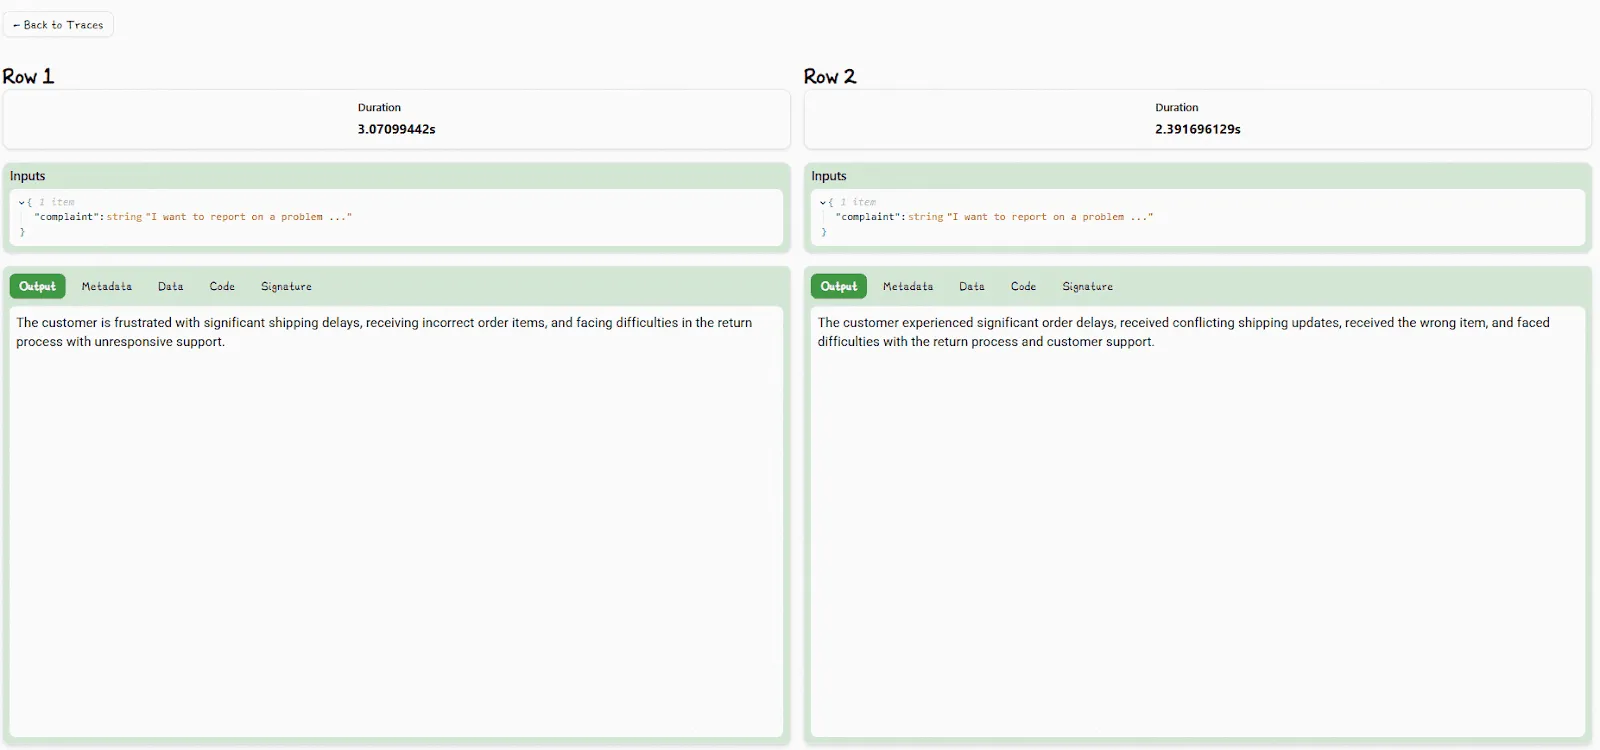 ← Back to Traces
Row 1
Duration
3.07099442s
Inputs
{ 1 item
"complaint": string "I want to report on a problem ..."
}
Output Metadata Data Code Signature
The customer is frustrated with significant shipping delays, receiving incorrect order items, and facing difficulties in the return
process with unresponsive support.
Row 2
Duration
2.391696129s
Inputs
{ 1 item
"complaint": string "I want to report on a problem ..."
}
Output Metadata Data Code Signature
The customer experienced significant order delays, received conflicting shipping updates, received the wrong item, and faced
difficulties with the return process and customer support.